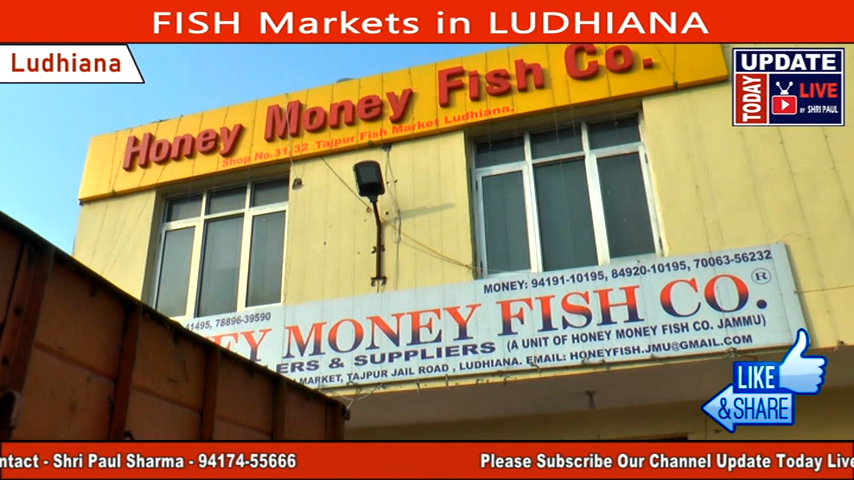 FISH Markets in LUDHIANA
Ludhiana
UPDATE
TODAY
LIVE
BY SHRI PAUL
Honey Money Fish Co.
Shop No.31,32 Tajpur Fish Market Ludhiana.
MONEY: 94191-10195, 84920-10195, 70063-56232
41495, 78896-39590
EY MONEY FISH CO.®
ERS & SUPPLIERS (A UNIT OF HONEY MONEY FISH CO. JAMMU)
MARKET, TAJPUR JAIL ROAD, LUDHIANA. EMAIL: HONEYFISH.JMU@GMAIL.COM
LIKE
& SHARE
ntact - Shri Paul Sharma - 94174-55666
Please Subscribe Our Channel Update Today Live